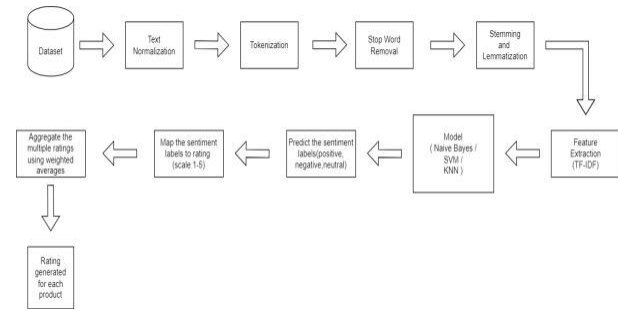 Dataset
Text
Normalization
Tokenization
Stop Word
Removal
Stemming
and
Lemmatization
Feature
Extraction
(TF-IDF)
Model
( Naive Bayes /
SVM /
KNN )
Predict the sentiment
labels(positive,
negative,neutral)
Map the sentiment
labels to rating
(scale 1-5)
Aggregate the
multiple ratings
using weighted
averages
Rating
generated
for each
product